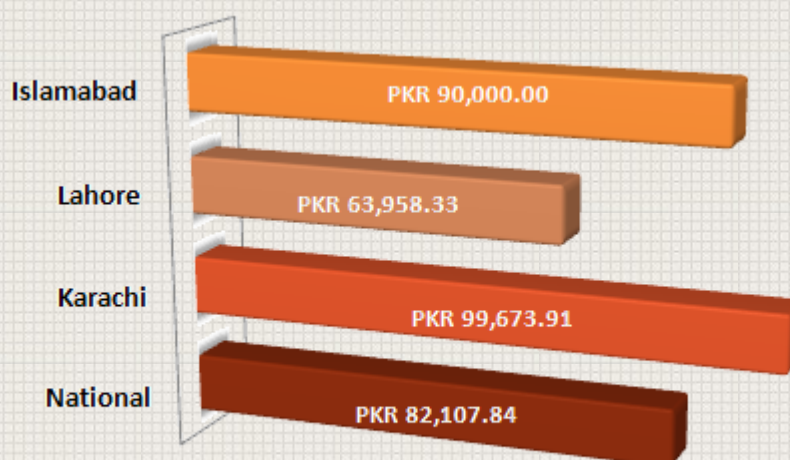 Islamabad
PKR 90,000.00
Lahore
PKR 63,958.33
Karachi
PKR 99,673.91
National
PKR 82,107.84